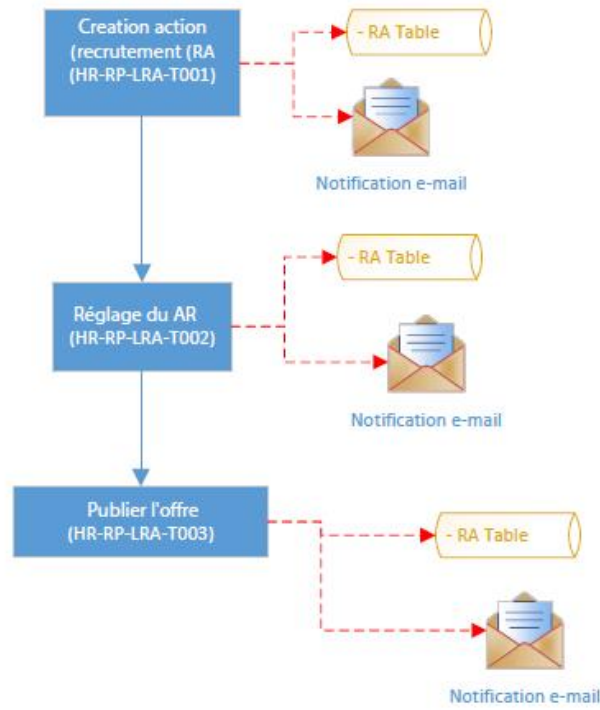 Creation action
(recrutement (RA
(HR-RP-LRA-T001)
- RA Table
Notification e-mail
- RA Table
Réglage du AR
(HR-RP-LRA-T002)
Notification e-mail
Publier l'offre
(HR-RP-LRA-T003)
- RA Table
Notification e-mail